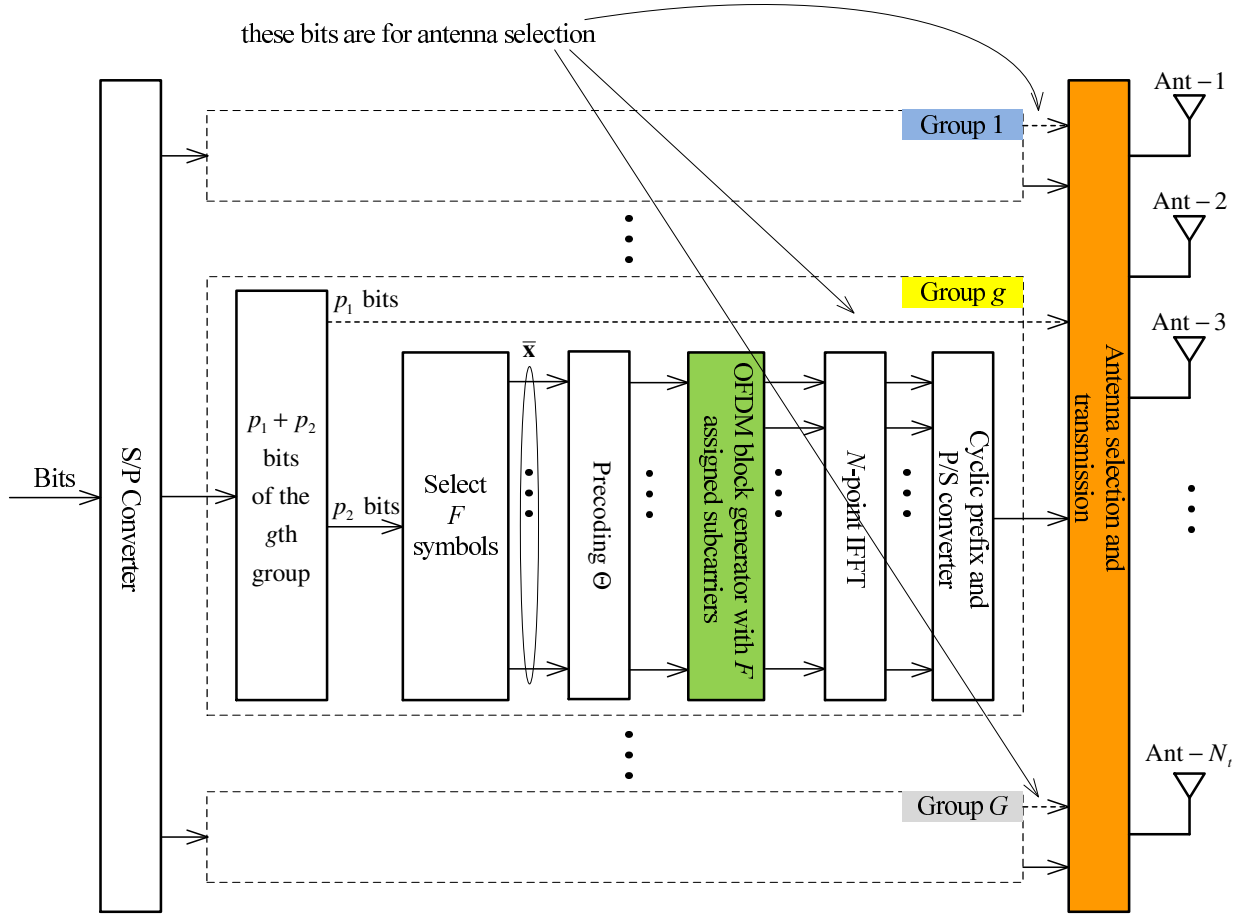 these bits are for antenna selection
Ant − 1
Group 1
Ant − 2
Group g
p₁ bits
Ant − 3
x̄
Bits
S/P Converter
p₁ + p₂
bits
of the
gth
group
p₂ bits
Select
F
symbols
Precoding Θ
OFDM block generator with F
assigned subcarriers
N-point IFFT
Cyclic prefix and
P/S converter
Antenna selection and
transmission
Ant − Nₜ
Group G